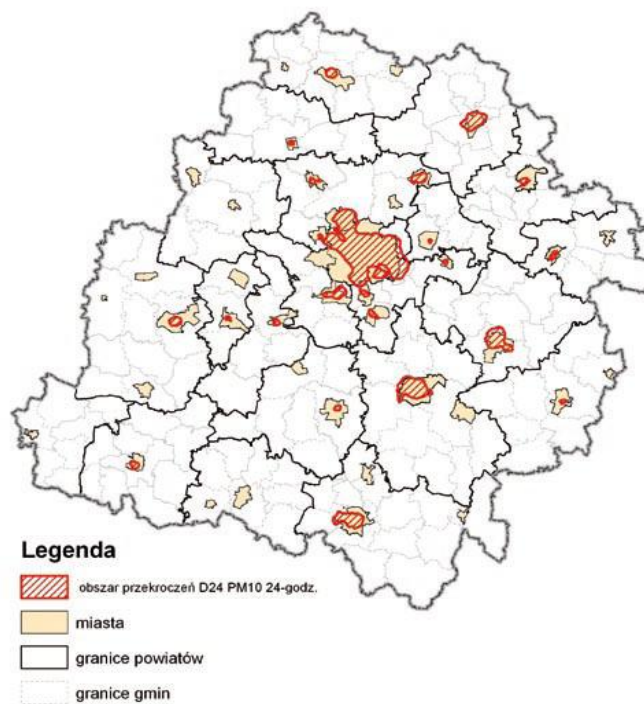 Legenda
obszar przekroczeń D24 PM10 24-godz.
miasta
granice powiatów
granice gmin